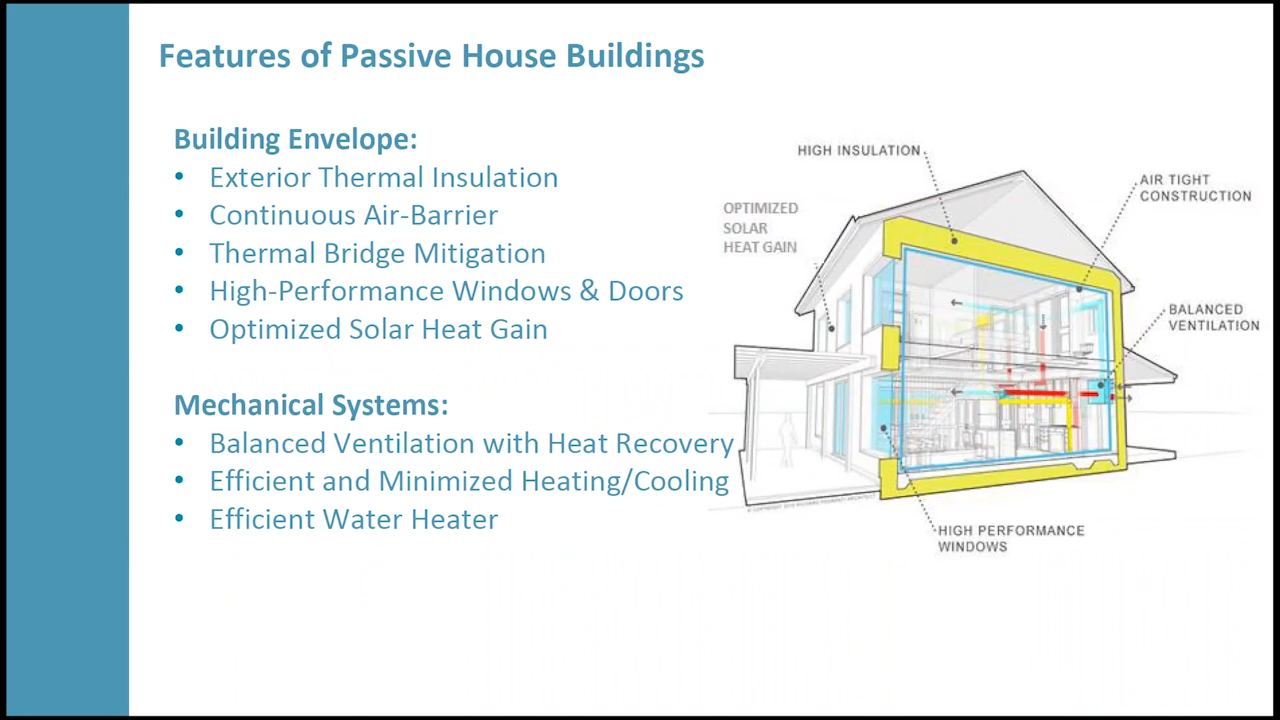 Features of Passive House Buildings
Building Envelope:
• Exterior Thermal Insulation
• Continuous Air-Barrier
• Thermal Bridge Mitigation
• High-Performance Windows & Doors
• Optimized Solar Heat Gain
Mechanical Systems:
• Balanced Ventilation with Heat Recovery
• Efficient and Minimized Heating/Cooling
• Efficient Water Heater
HIGH INSULATION
AIR TIGHT
CONSTRUCTION
OPTIMIZED
SOLAR
HEAT GAIN
BALANCED
VENTILATION
HIGH PERFORMANCE
WINDOWS